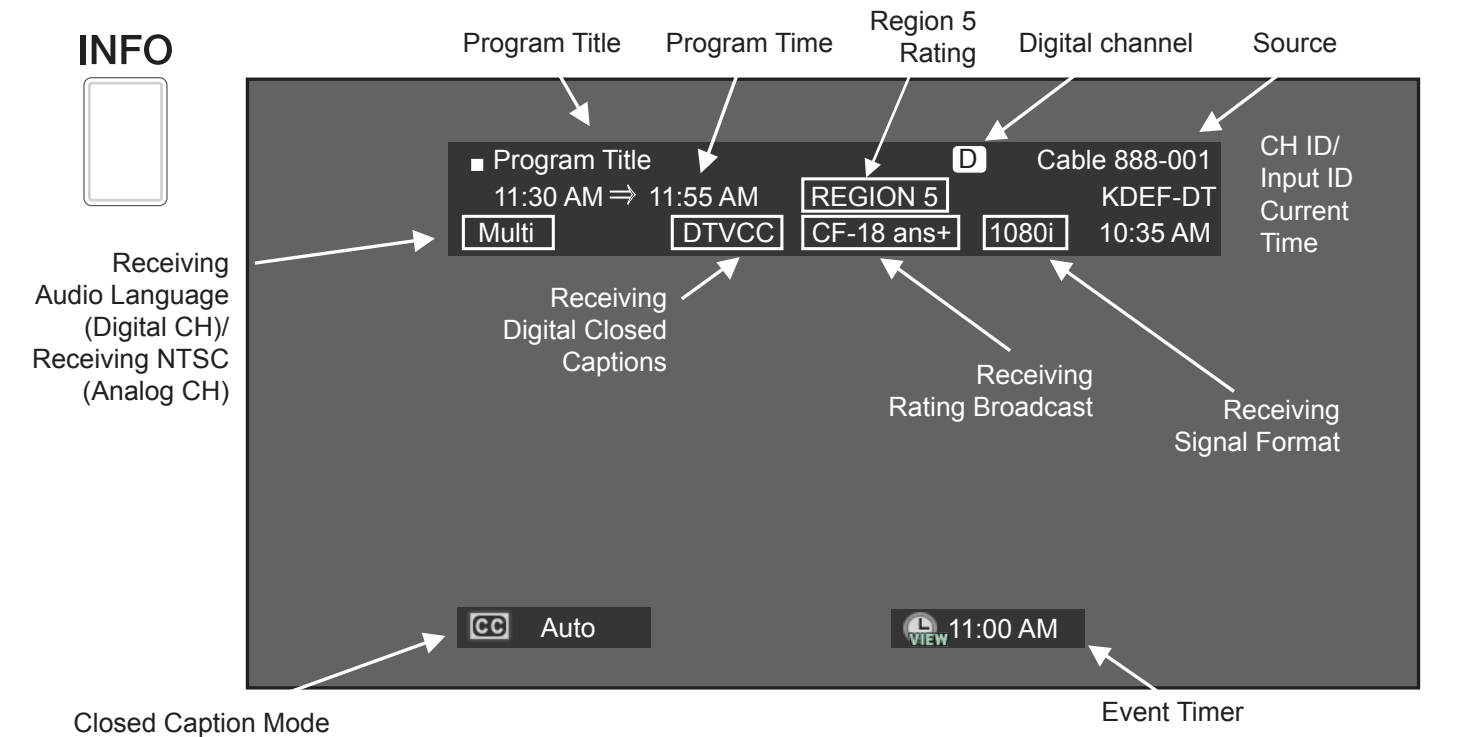 INFO
Program Title
Program Time
Region 5
Rating
Digital channel
Source
Program Title
D
Cable 888-001
11:30 AM ⇒ 11:55 AM
REGION 5
KDEF-DT
Multi
DTVCC
CF-18 ans+
1080i
10:35 AM
CH ID/
Input ID
Current
Time
Receiving
Audio Language
(Digital CH)/
Receiving NTSC
(Analog CH)
Receiving
Digital Closed
Captions
Receiving
Rating Broadcast
Receiving
Signal Format
CC Auto
VIEW 11:00 AM
Closed Caption Mode
Event Timer